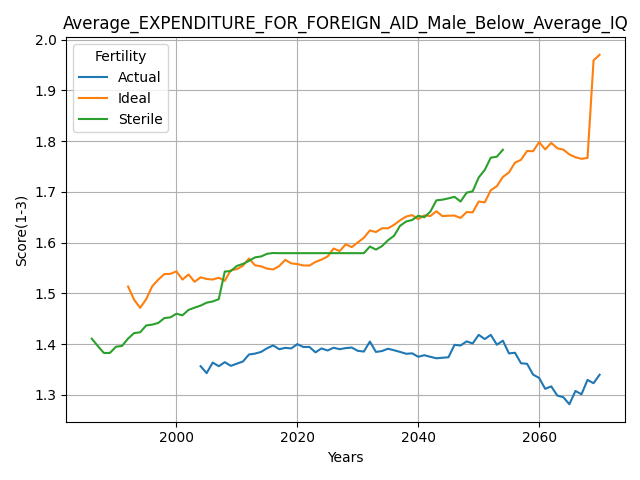 Average_EXPENDITURE_FOR_FOREIGN_AID_Male_Below_Average_IQ
2.0
1.9
1.8
1.7
1.6
1.5
1.4
1.3
Score(1-3)
Fertility
Actual
Ideal
Sterile
2000
2020
2040
2060
Years